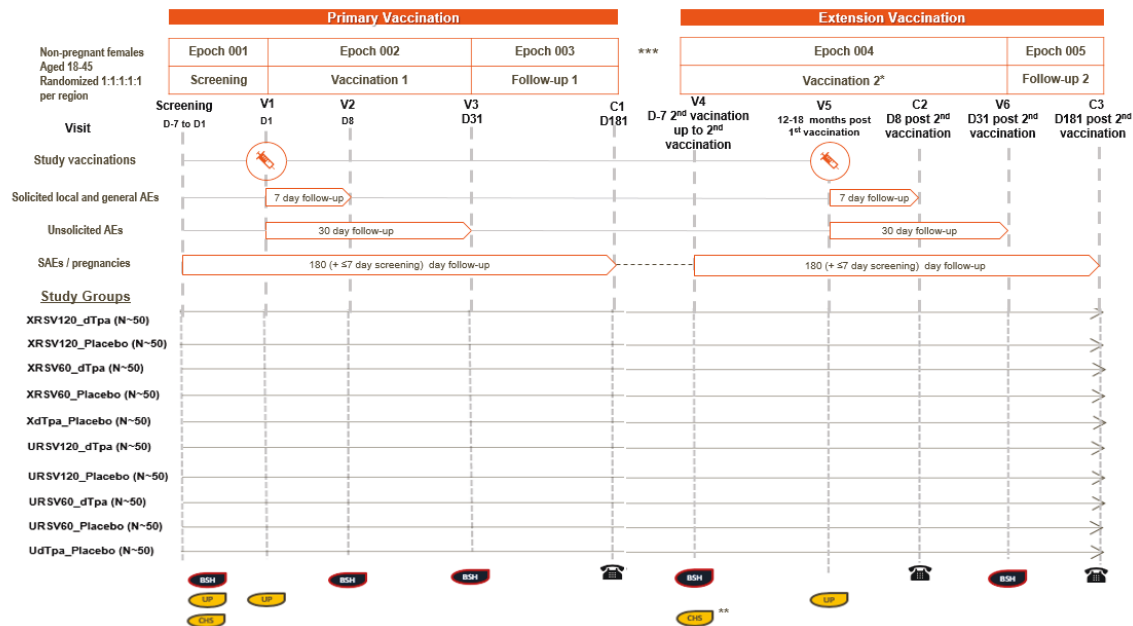 Primary Vaccination
Extension Vaccination
Non-pregnant females
Aged 18-45
Randomized 1:1:1:1:1
per region
Epoch 001
Epoch 002
Epoch 003
***
Epoch 004
Epoch 005
Screening
Vaccination 1
Follow-up 1
Vaccination 2*
Follow-up 2
Visit
Screening
D-7 to D1
V1
D1
V2
D8
V3
D31
C1
D181
V4
D-7 2nd vacination
up to 2nd
vaccination
V5
12-18 months post
1st vaccination
C2
D8 post 2nd
vaccination
V6
D31 post 2nd
vaccination
C3
D181 post 2nd
vaccination
Study vaccinations
Solicited local and general AEs
7 day follow-up
7 day follow-up
Unsolicited AEs
30 day follow-up
30 day follow-up
SAEs / pregnancies
180 (+ ≤7 day screening) day follow-up
180 (+ ≤7 day screening) day follow-up
Study Groups
XRSV120_dTpa (N~50)
XRSV120_Placebo (N~50)
XRSV60_dTpa (N~50)
XRSV60_Placebo (N~50)
XdTpa_Placebo (N~50)
URSV120_dTpa (N~50)
URSV120_Placebo (N~50)
URSV60_dTpa (N~50)
URSV60_Placebo (N~50)
UdTpa_Placebo (N~50)
BSH
BSH
BSH
BSH
BSH
UP
UP
UP
CHS
CHS
**